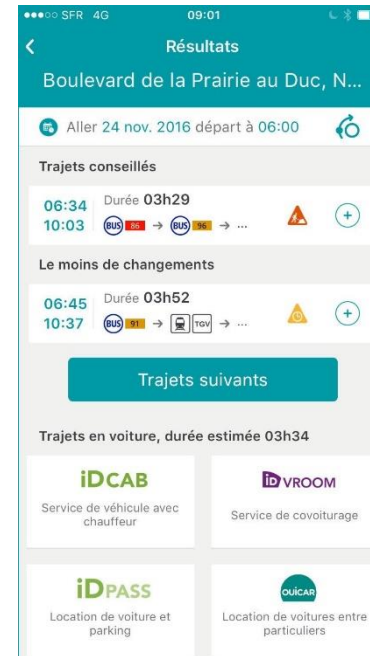 SFR 4G 09:01
Résultats
Boulevard de la Prairie au Duc, N...
Aller 24 nov. 2016 départ à 06:00
Trajets conseillés
06:34 Durée 03h29
10:03 BUS 86 → BUS 96 → ...
Le moins de changements
06:45 Durée 03h52
10:37 BUS 91 → TGV → ...
Trajets suivants
Trajets en voiture, durée estimée 03h34
iDCAB
Service de véhicule avec
chauffeur
iD VROOM
Service de covoiturage
iDPASS
Location de voiture et
parking
OUICAR
Location de voitures entre
particuliers